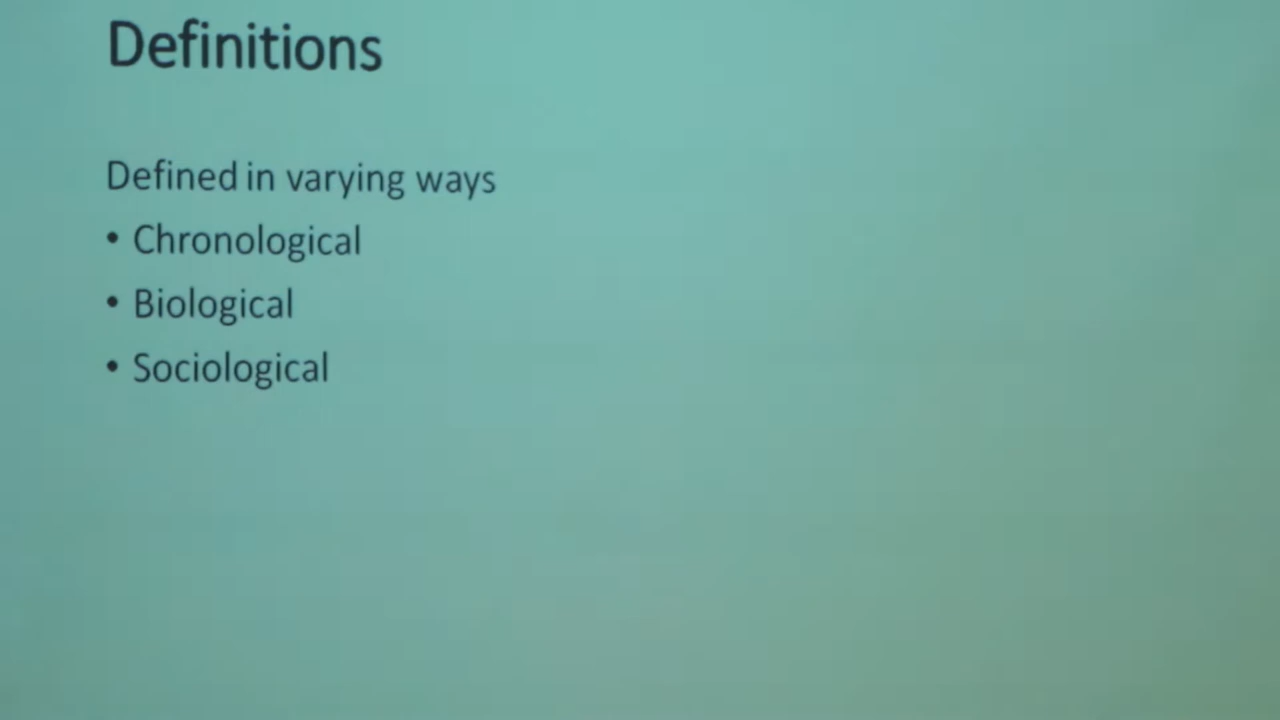 Definitions
Defined in varying ways
• Chronological
• Biological
• Sociological